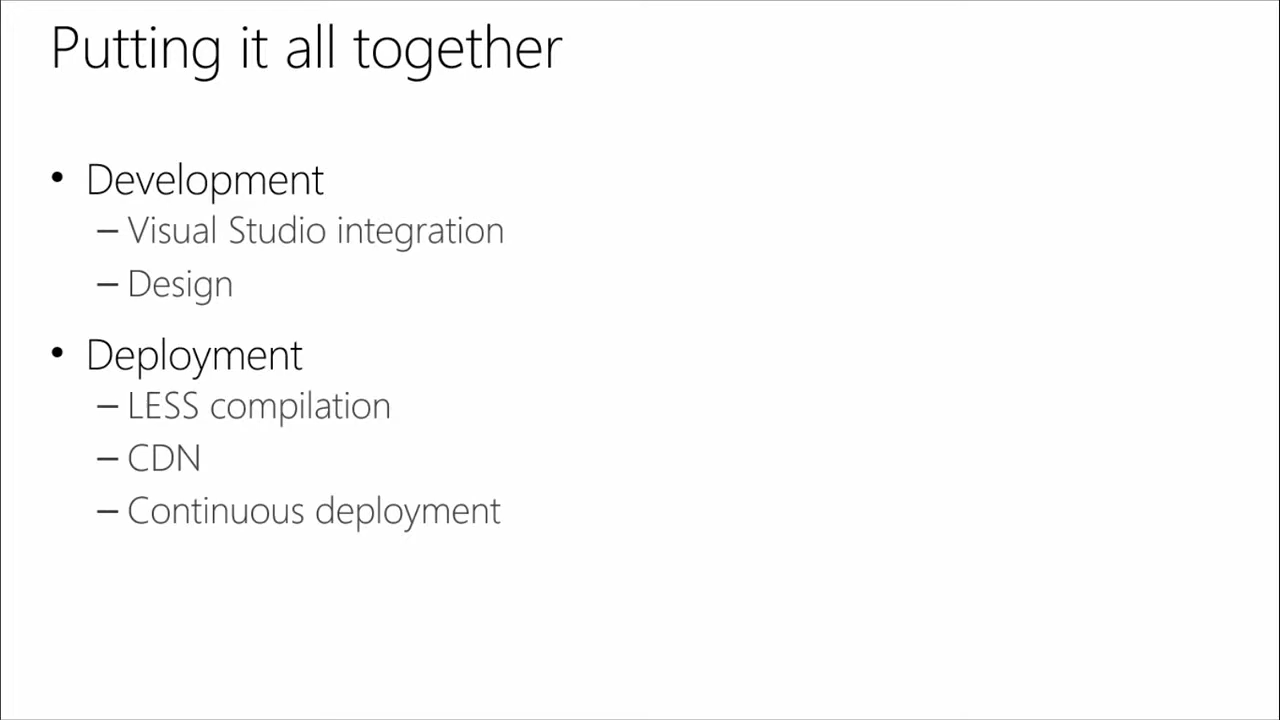 Putting it all together
• Development
– Visual Studio integration
– Design
• Deployment
– LESS compilation
– CDN
– Continuous deployment